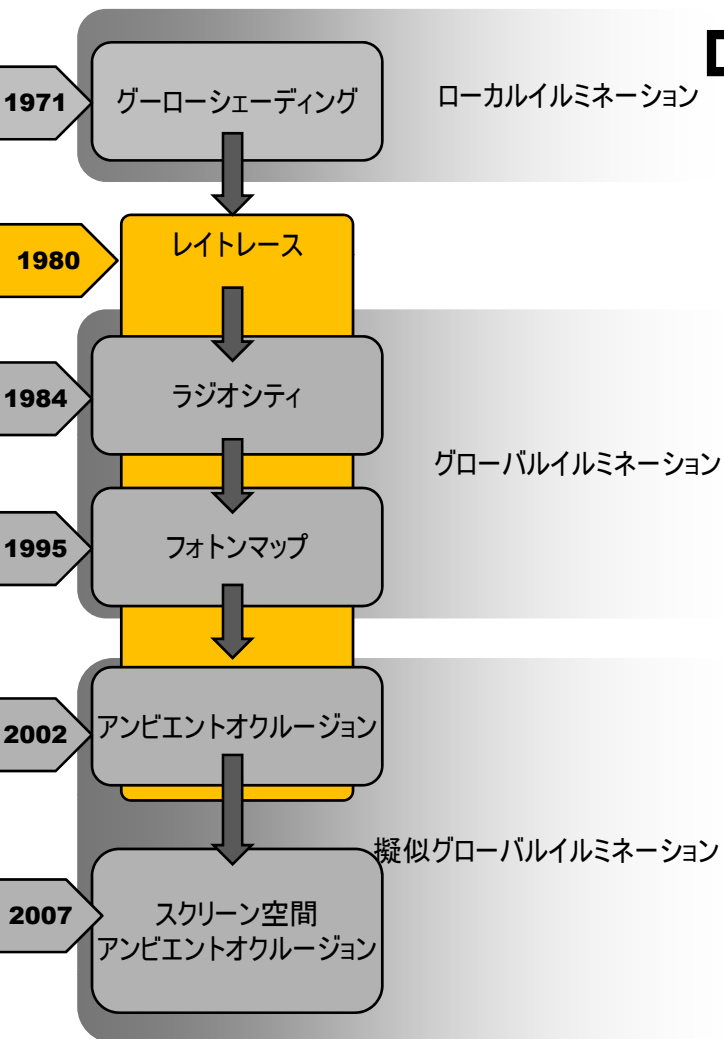 1971
グーローシェーディング
ローカルイルミネーション
1980
レイトレース
1984
ラジオシティ
グローバルイルミネーション
1995
フォトンマップ
2002
アンビエントオクルージョン
擬似グローバルイルミネーション
2007
スクリーン空間
アンビエントオクルージョン